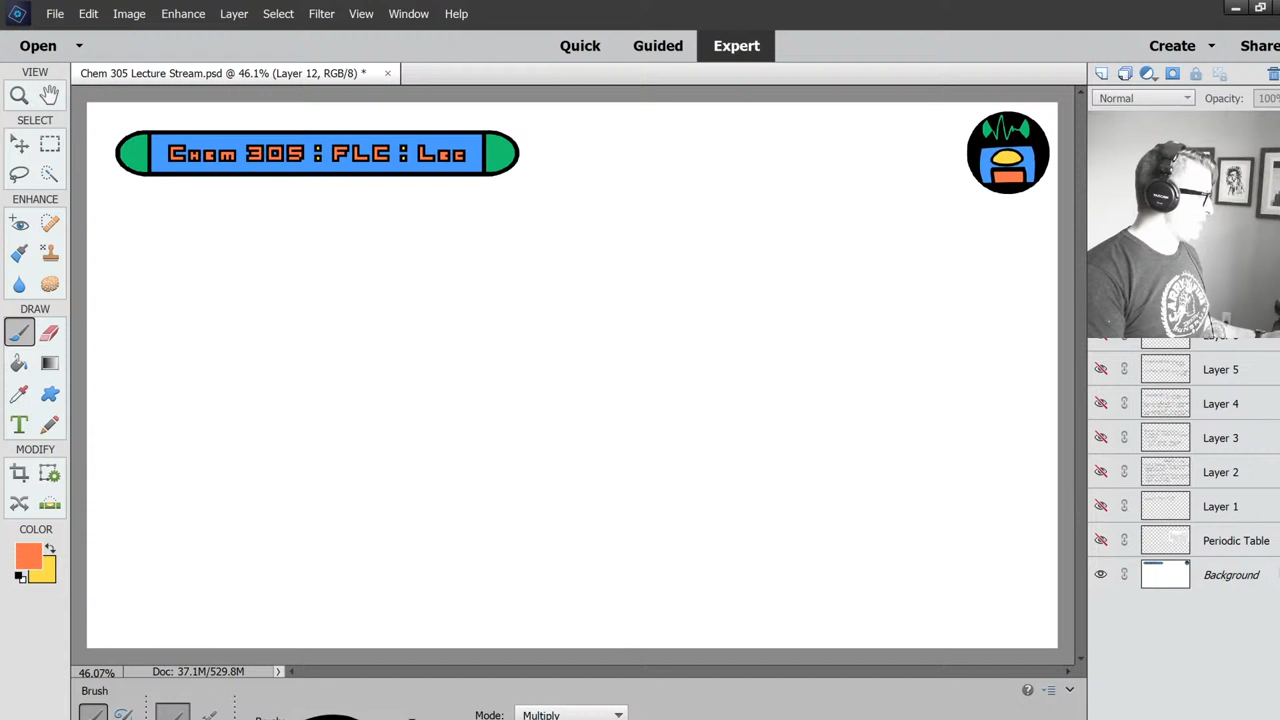 File Edit Image Enhance Layer Select Filter View Window Help
Open Quick Guided Expert Create Share
VIEW
Chem 305 Lecture Stream.psd @ 46.1% (Layer 12, RGB/8) * ×
Normal Opacity: 100%
SELECT
Chem 305 : FLC : Loo
ENHANCE
DRAW
Layer 5
Layer 4
Layer 3
MODIFY
Layer 2
Layer 1
COLOR
Periodic Table
Background
46.07% Doc: 37.1M/529.8M
Brush
Mode: Multiply